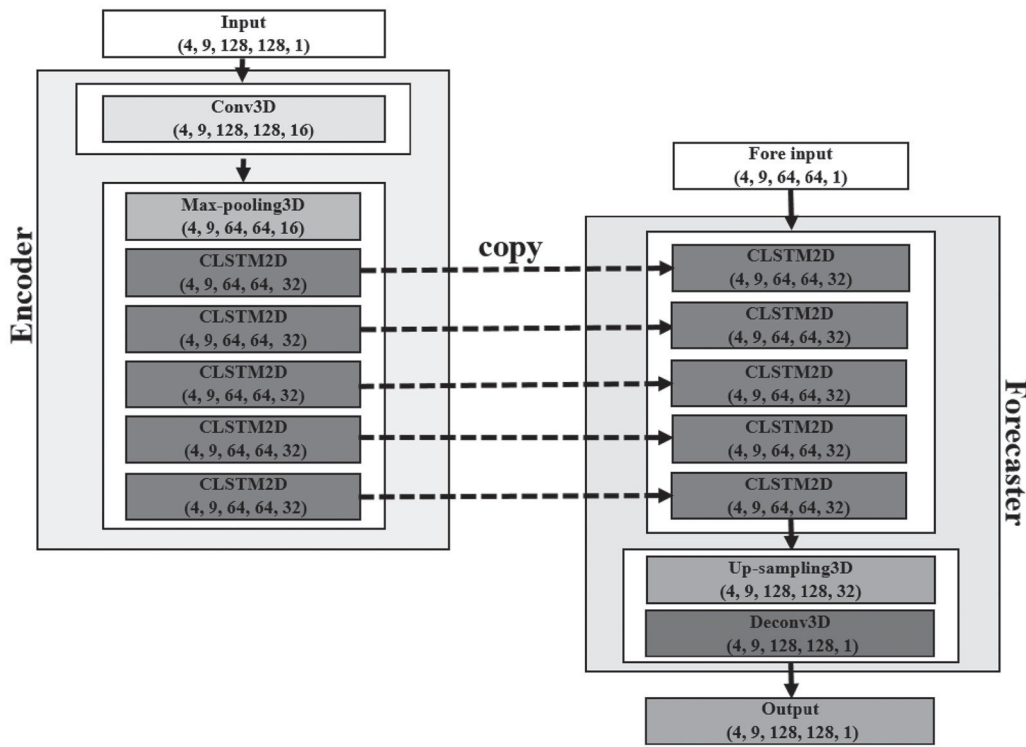 Input
(4, 9, 128, 128, 1)
Encoder
Conv3D
(4, 9, 128, 128, 16)
Max-pooling3D
(4, 9, 64, 64, 16)
CLSTM2D
(4, 9, 64, 64, 32)
CLSTM2D
(4, 9, 64, 64, 32)
CLSTM2D
(4, 9, 64, 64, 32)
CLSTM2D
(4, 9, 64, 64, 32)
CLSTM2D
(4, 9, 64, 64, 32)
copy
Fore input
(4, 9, 64, 64, 1)
Forecaster
CLSTM2D
(4, 9, 64, 64, 32)
CLSTM2D
(4, 9, 64, 64, 32)
CLSTM2D
(4, 9, 64, 64, 32)
CLSTM2D
(4, 9, 64, 64, 32)
CLSTM2D
(4, 9, 64, 64, 32)
Up-sampling3D
(4, 9, 128, 128, 32)
Deconv3D
(4, 9, 128, 128, 1)
Output
(4, 9, 128, 128, 1)